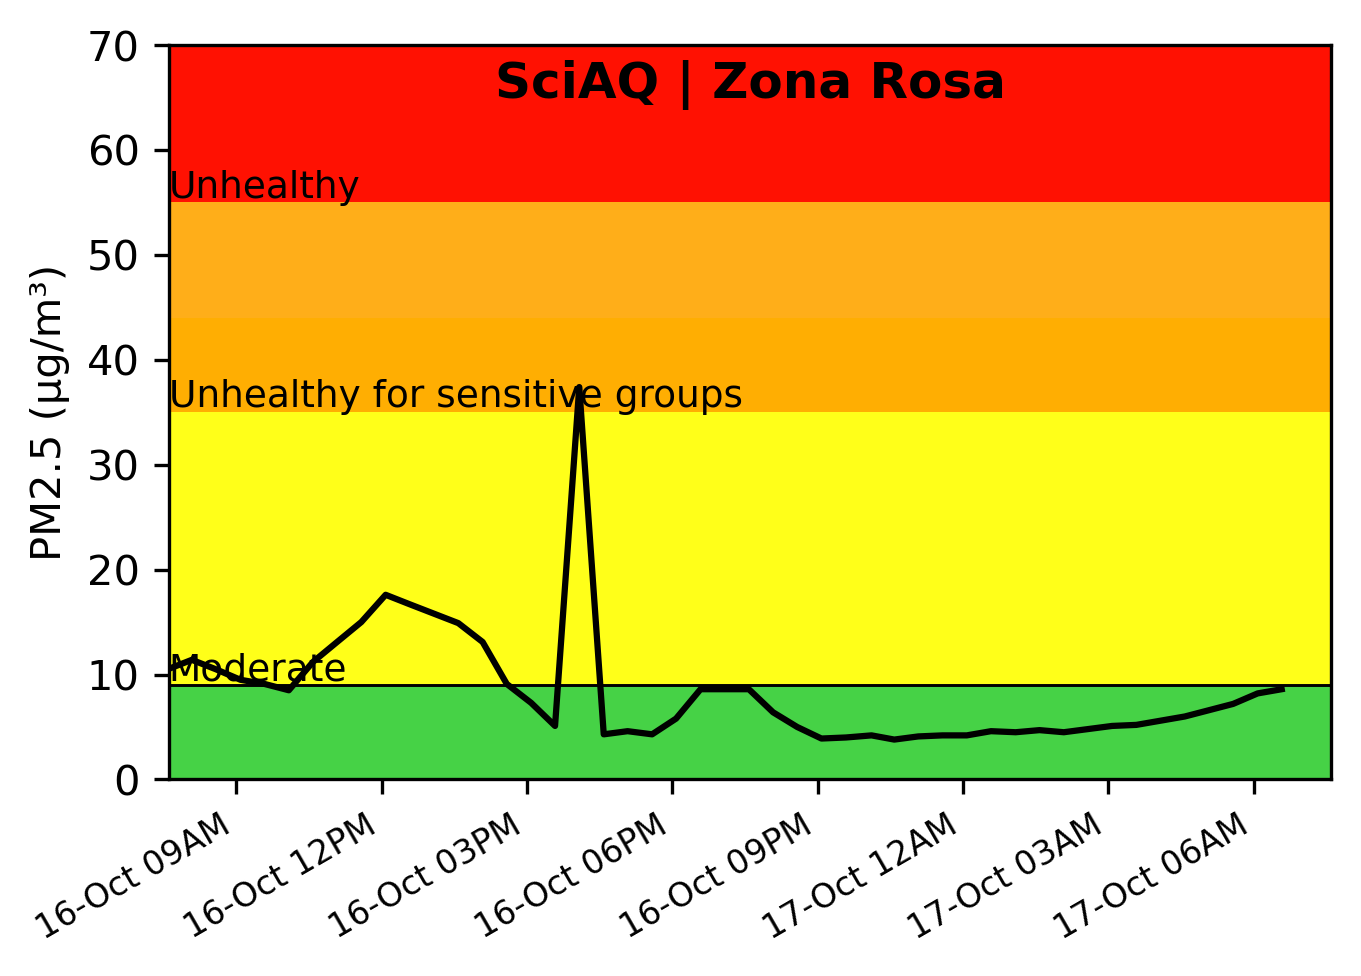 SciAQ | Zona Rosa
70
60
50
40
30
20
10
0
PM2.5 (µg/m³)
Unhealthy
Unhealthy for sensitive groups
Moderate
16-Oct 09AM
16-Oct 12PM
16-Oct 03PM
16-Oct 06PM
16-Oct 09PM
17-Oct 12AM
17-Oct 03AM
17-Oct 06AM